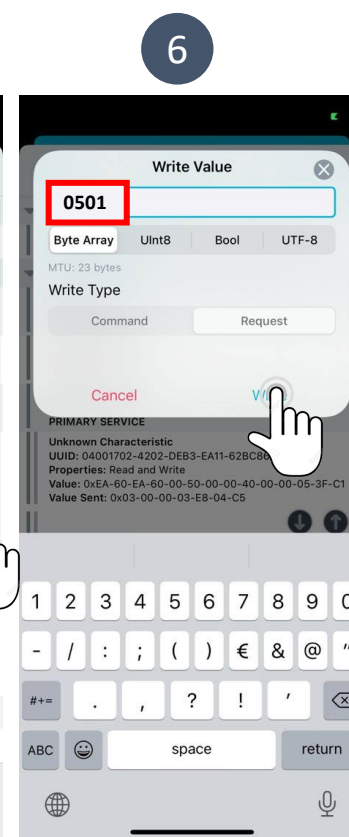 6
Write Value
0501
Byte Array UInt8 Bool UTF-8
MTU: 23 bytes
Write Type
Command Request
Cancel
PRIMARY SERVICE
Unknown Characteristic
UUID: 04001702-4202-DEB3-EA11-62BC86
Properties: Read and Write
Value: 0xEA-60-EA-60-00-50-00-00-40-00-00-05-3F-C1
Value Sent: 0x03-00-00-03-E8-04-C5
1 2 3 4 5 6 7 8 9 0
- / : ; ( ) € & @ "
#+= . , ? ! '
ABC space return